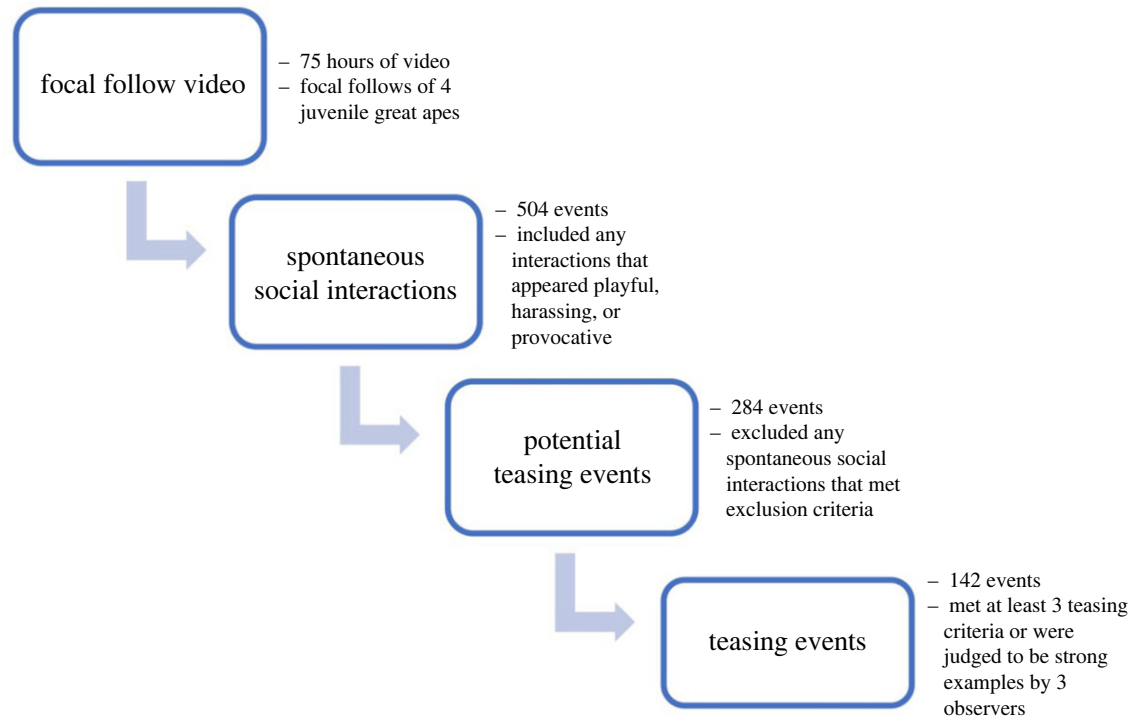 focal follow video
– 75 hours of video
– focal follows of 4
juvenile great apes
spontaneous
social interactions
– 504 events
– included any
interactions that
appeared playful,
harassing, or
provocative
potential
teasing events
– 284 events
– excluded any
spontaneous social
interactions that met
exclusion criteria
teasing events
– 142 events
– met at least 3 teasing
criteria or were
judged to be strong
examples by 3
observers